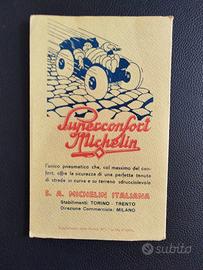 Superconfort
Michelin
l'unico pneumatico che, col massimo del con-
fort, offre la sicurezza di una perfetta tenuta
di strada in curva e su terreno sdrucciolevole
S. A. MICHELIN ITALIANA
Stabilimenti: TORINO - TRENTO
Direzione Commerciale: MILANO
subito